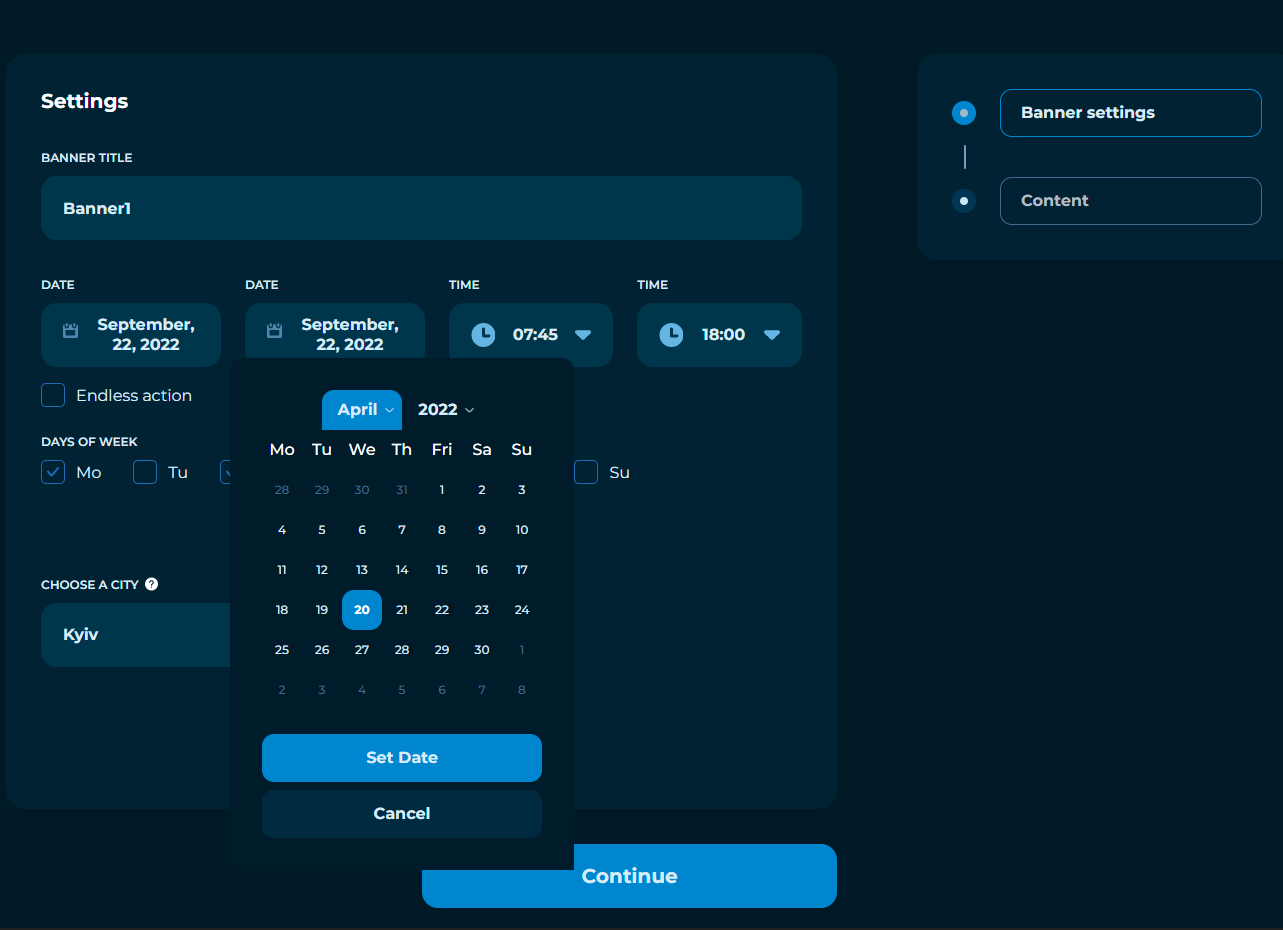 Settings
BANNER TITLE
Banner1
DATE DATE TIME TIME
September, September,
22, 2022 22, 2022 07:45 18:00
Endless action
DAYS OF WEEK
Mo Tu Su
CHOOSE A CITY ?
Kyiv
April 2022
Mo Tu We Th Fri Sa Su
28 29 30 31 1 2 3
4 5 6 7 8 9 10
11 12 13 14 15 16 17
18 19 20 21 22 23 24
25 26 27 28 29 30 1
2 3 4 5 6 7 8
Set Date
Cancel
Continue
Banner settings
Content